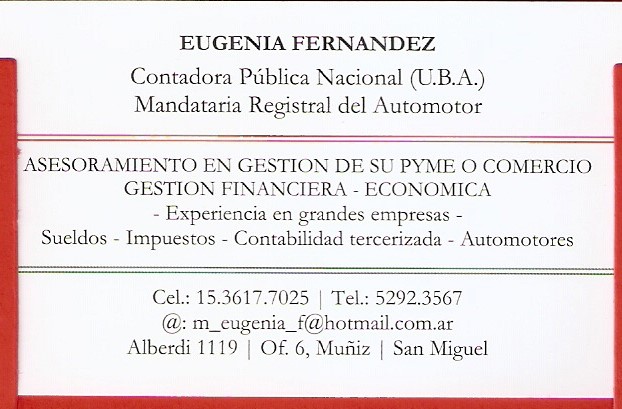 EUGENIA FERNANDEZ
Contadora Pública Nacional (U.B.A.)
Mandataria Registral del Automotor
ASESORAMIENTO EN GESTION DE SU PYME O COMERCIO
GESTION FINANCIERA - ECONOMICA
- Experiencia en grandes empresas -
Sueldos - Impuestos - Contabilidad tercerizada - Automotores
Cel.: 15.3617.7025 | Tel.: 5292.3567
@: m_eugenia_f@hotmail.com.ar
Alberdi 1119 | Of. 6, Muñiz | San Miguel